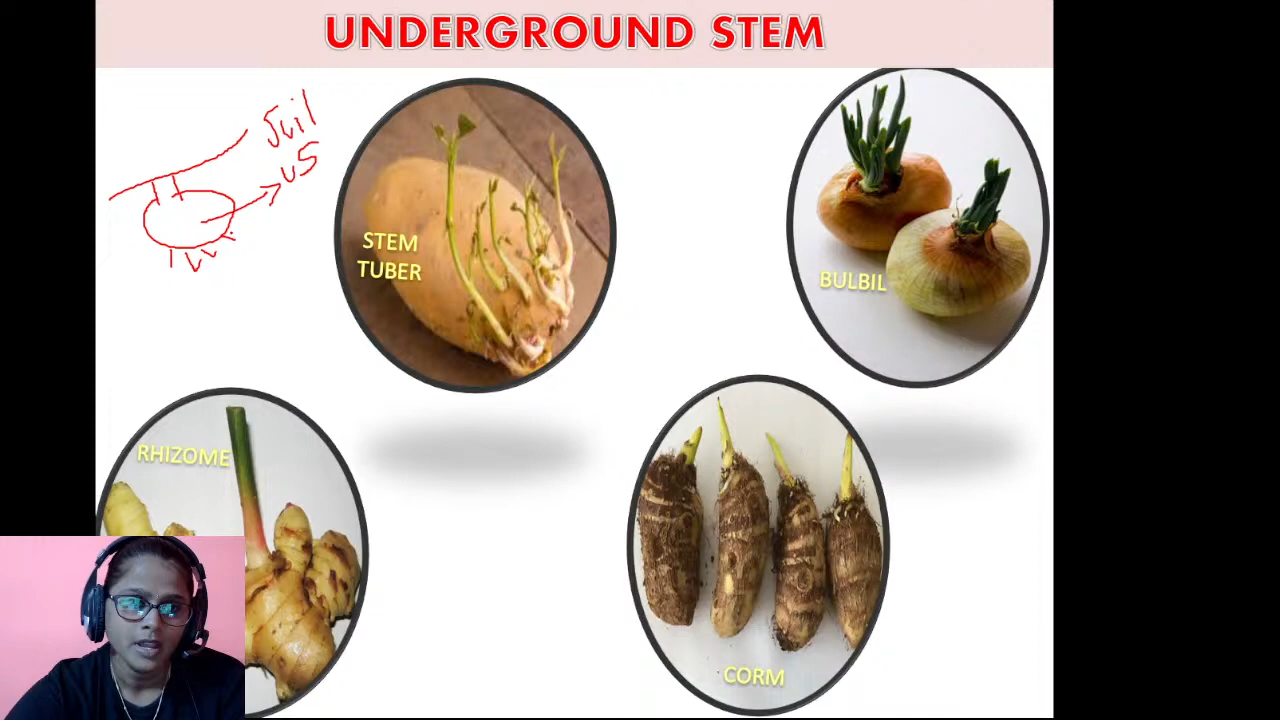 UNDERGROUND STEM
Soil
US
STEM
TUBER
BULBIL
RHIZOME
CORM